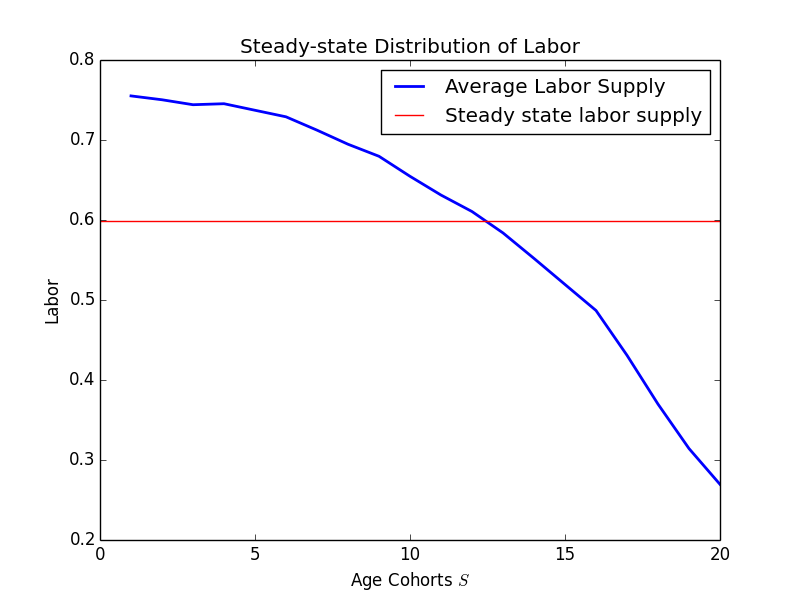 Steady-state Distribution of Labor
Average Labor Supply
Steady state labor supply
Labor
0.8
0.7
0.6
0.5
0.4
0.3
0.2
0 5 10 15 20
Age Cohorts S